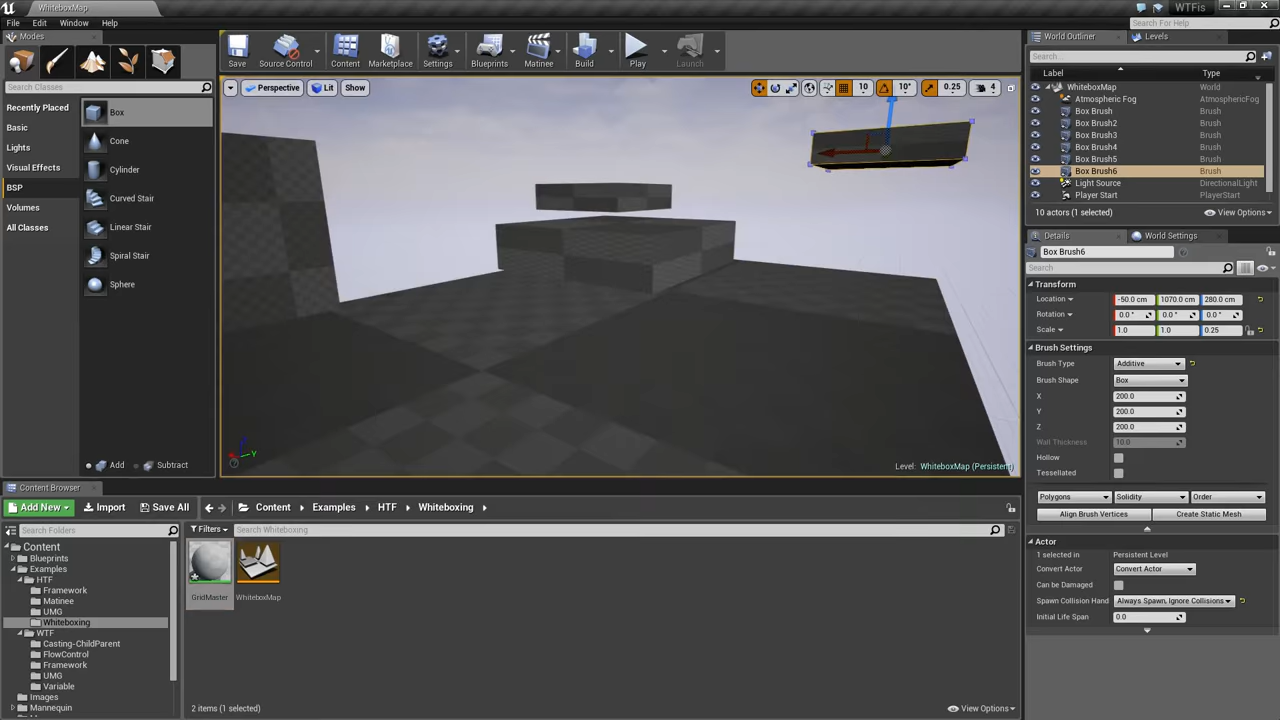 WhiteboxMap
WTFis
File Edit Window Help
Search For Help
Modes
Search Classes
Recently Placed
Basic
Lights
Visual Effects
BSP
Volumes
All Classes
Box
Cone
Cylinder
Curved Stair
Linear Stair
Spiral Stair
Sphere
Add Subtract
Save Source Control Content Marketplace Settings Blueprints Matinee Build Play Launch
Perspective Lit Show
10 10° 0.25 4
Level: WhiteboxMap (Persistent)
World Outliner Levels
Search...
Label Type
WhiteboxMap World
Atmospheric Fog AtmosphericFog
Box Brush Brush
Box Brush2 Brush
Box Brush3 Brush
Box Brush4 Brush
Box Brush5 Brush
Box Brush6 Brush
Light Source DirectionalLight
Player Start PlayerStart
10 actors (1 selected) View Options
Details World Settings
Box Brush6
Search
Transform
Location -50.0 cm 1070.0 cm 280.0 cm
Rotation 0.0 ° 0.0 ° 0.0 °
Scale 1.0 1.0 0.25
Brush Settings
Brush Type Additive
Brush Shape Box
X 200.0
Y 200.0
Z 200.0
Wall Thickness 10.0
Hollow
Tessellated
Polygons Solidity Order
Align Brush Vertices Create Static Mesh
Actor
1 selected in Persistent Level
Convert Actor Convert Actor
Can be Damaged
Spawn Collision Hand Always Spawn, Ignore Collisions
Initial Life Span 0.0
Content Browser
Add New Import Save All Content Examples HTF Whiteboxing
Search Folders
Filters Search Whiteboxing
Content
Blueprints
Examples
HTF
Framework
Matinee
UMG
Whiteboxing
WTF
Casting-ChildParent
FlowControl
Framework
UMG
Variable
Images
Mannequin
GridMaster WhiteboxMap
2 items (1 selected) View Options